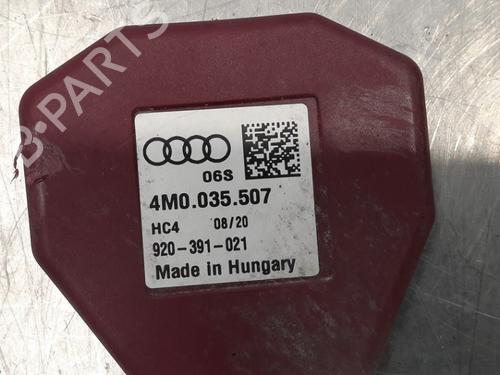 B-PARTS
06S
4M0.035.507
HC4 08/20
920-391-021
Made in Hungary